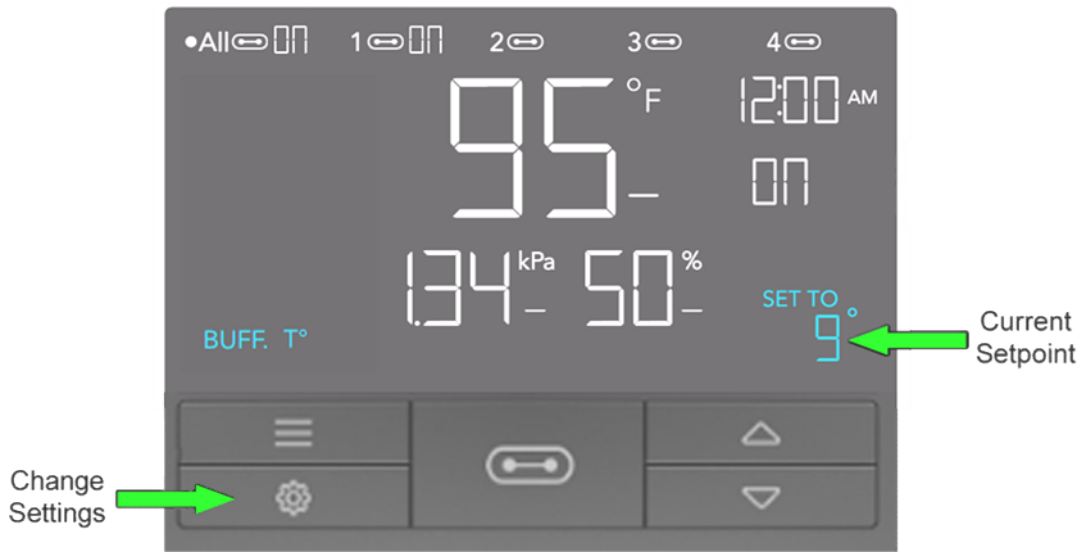 ●All ON 1 ON 2 3 4
95 °F 12:00 AM
ON
1.34 kPa 50 %
SET TO
BUFF. T° 9°
Current
Setpoint
Change
Settings